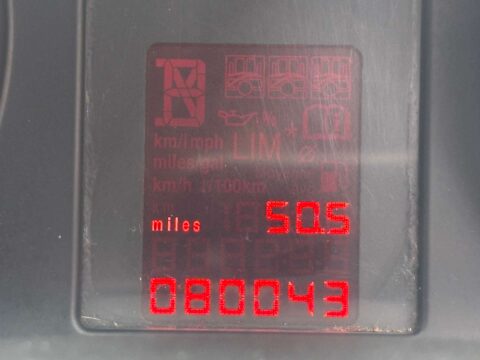 km/l mph
LIM
miles/gal
km/h l/100km
miles 50.5
080043